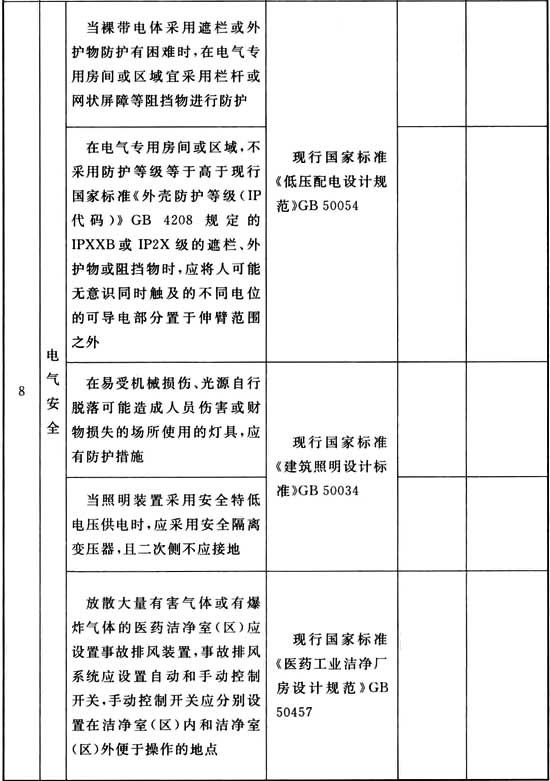 8
电
气
安
全
当裸带电体采用遮栏或外
护物防护有困难时,在电气专
用房间或区域宜采用栏杆或
网状屏障等阻挡物进行防护
在电气专用房间或区域,不
采用防护等级等于高于现行
国家标准《外壳防护等级(IP
代码)》GB 4208 规定的
IPXXB或 IP2X 级的遮栏、外
护物或阻挡物时,应将人可能
无意识同时触及的不同电位
的可导电部分置于伸臂范围
之外
现行国家标准
《低压配电设计规
范》GB 50054
在易受机械损伤、光源自行
脱落可能造成人员伤害或财
物损失的场所使用的灯具,应
有防护措施
当照明装置采用安全特低
电压供电时,应采用安全隔离
变压器,且二次侧不应接地
现行国家标准
《建筑照明设计标
准》GB 50034
放散大量有害气体或有爆
炸气体的医药洁净室(区)应
设置事故排风装置,事故排风
系统应设置自动和手动控制
开关,手动控制开关应分别设
置在洁净室(区)内和洁净室
(区)外便于操作的地点
现行国家标准
《医药工业洁净厂
房设计规范》GB
50457